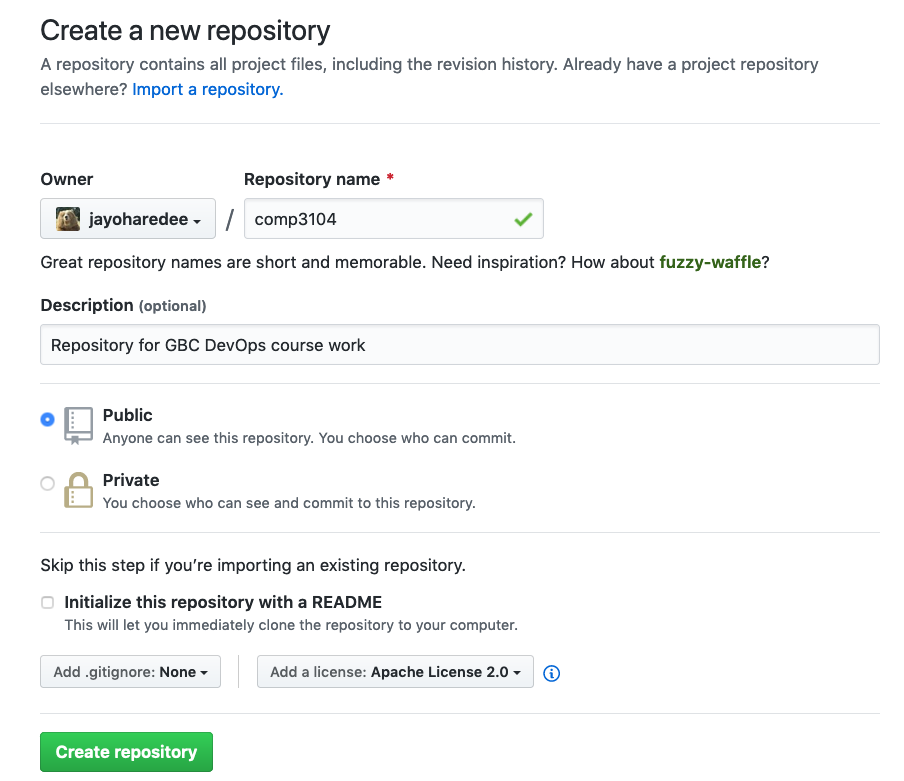 Create a new repository
A repository contains all project files, including the revision history. Already have a project repository
elsewhere? Import a repository.
Owner
Repository name *
jayoharedee
/
comp3104
Great repository names are short and memorable. Need inspiration? How about fuzzy-waffle?
Description (optional)
Repository for GBC DevOps course work
Public
Anyone can see this repository. You choose who can commit.
Private
You choose who can see and commit to this repository.
Skip this step if you’re importing an existing repository.
Initialize this repository with a README
This will let you immediately clone the repository to your computer.
Add .gitignore: None
Add a license: Apache License 2.0
Create repository